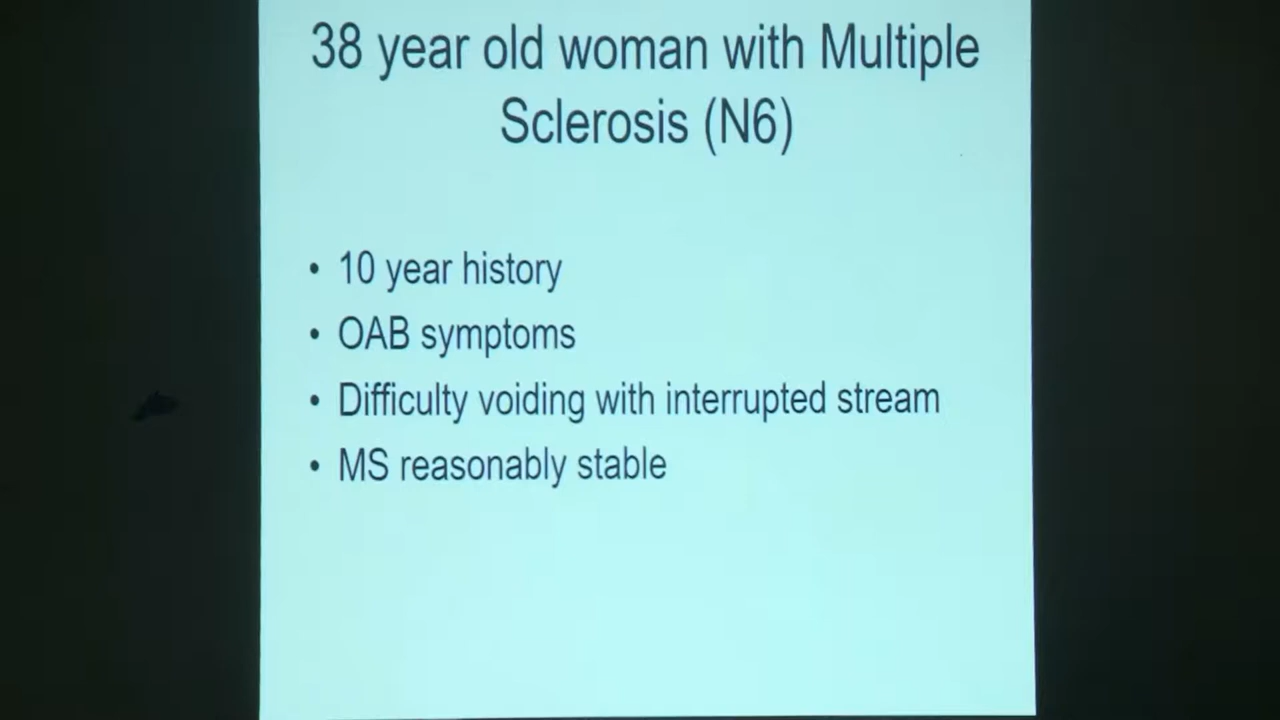 38 year old woman with Multiple
Sclerosis (N6)
• 10 year history
• OAB symptoms
• Difficulty voiding with interrupted stream
• MS reasonably stable